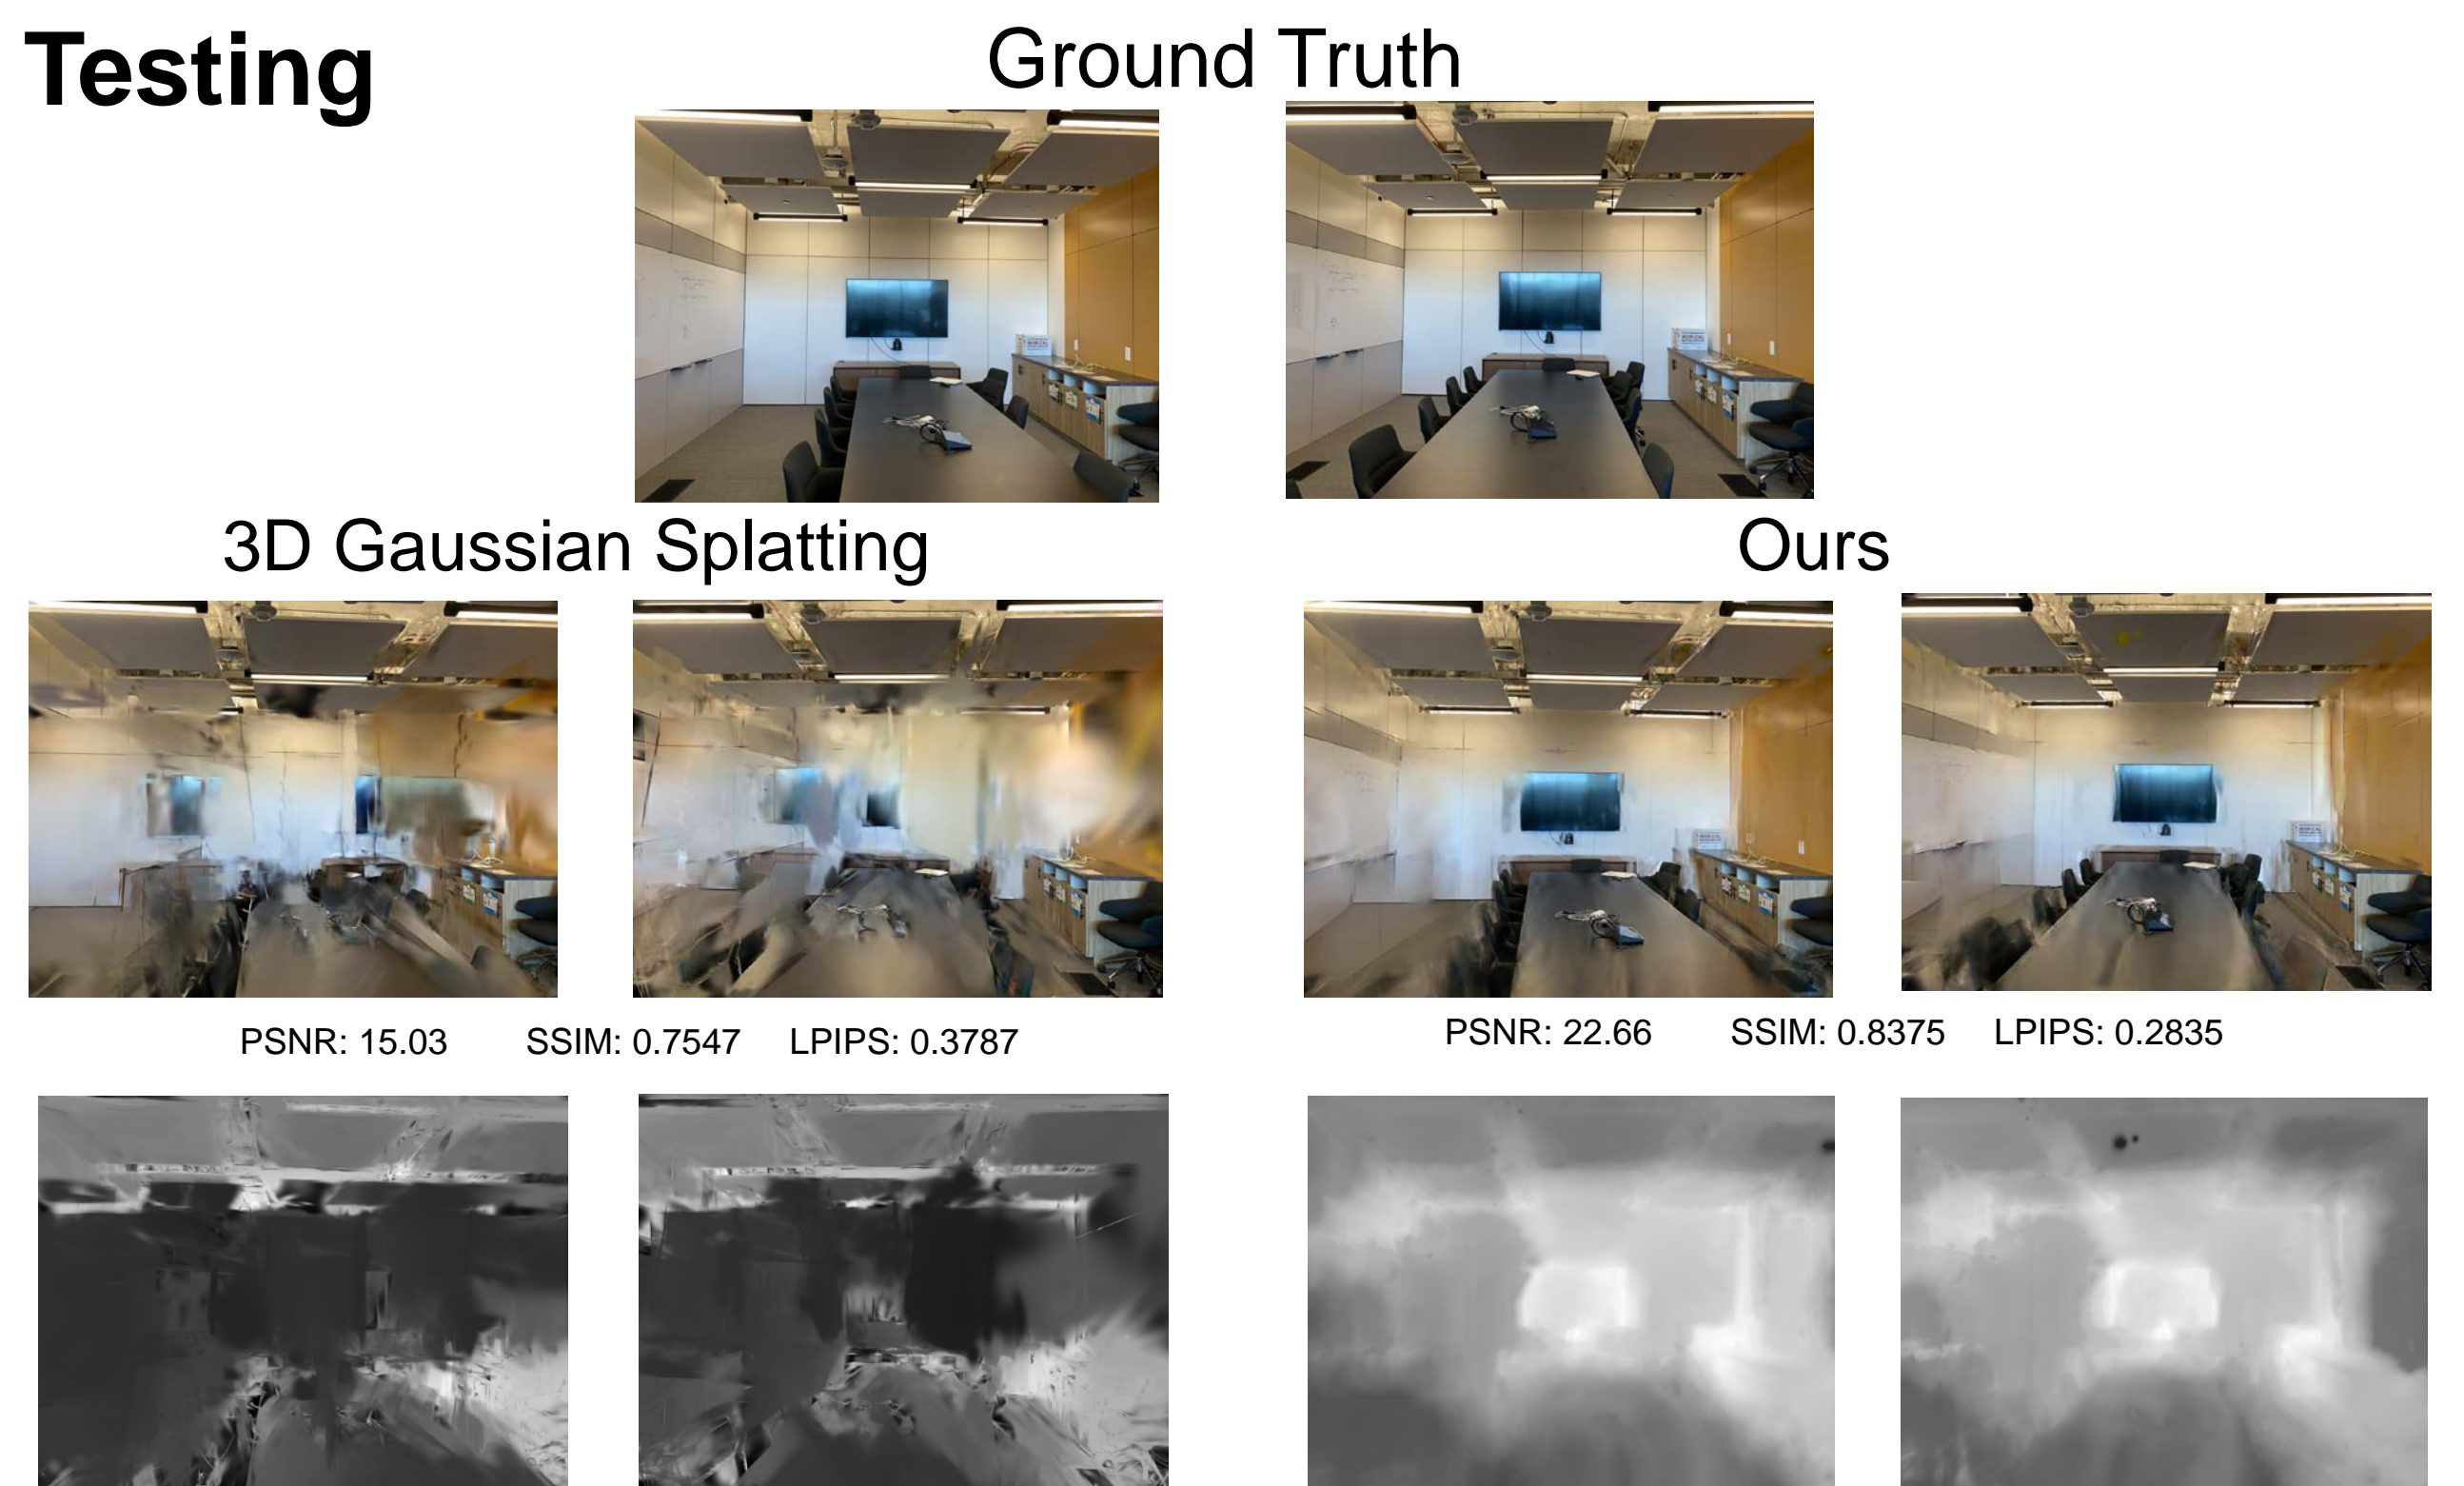 Testing
Ground Truth
3D Gaussian Splatting
Ours
PSNR: 15.03 SSIM: 0.7547 LPIPS: 0.3787
PSNR: 22.66 SSIM: 0.8375 LPIPS: 0.2835